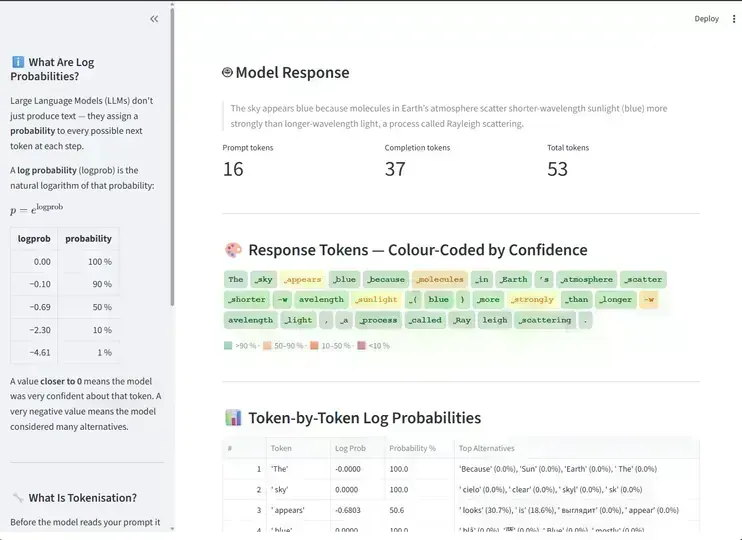 Deploy
What Are Log
Probabilities?
Large Language Models (LLMs) don't
just produce text — they assign a
probability to every possible next
token at each step.
A log probability (logprob) is the
natural logarithm of that probability:
p = e^logprob
logprob probability
0.00 100 %
−0.10 90 %
−0.69 50 %
−2.30 10 %
−4.61 1 %
A value closer to 0 means the model
was very confident about that token. A
very negative value means the model
considered many alternatives.
What Is Tokenisation?
Before the model reads your prompt it
Model Response
The sky appears blue because molecules in Earth's atmosphere scatter shorter-wavelength sunlight (blue) more
strongly than longer-wavelength light, a process called Rayleigh scattering.
Prompt tokens Completion tokens Total tokens
16 37 53
Response Tokens — Colour-Coded by Confidence
The _sky _appears _blue _because _molecules _in _Earth 's _atmosphere _scatter
_shorter -w avelength _sunlight _( blue ) _more _strongly _than _longer -w
avelength _light , _a _process _called _Ray leigh _scattering .
>90 % · 50–90 % · 10–50 % · <10 %
Token-by-Token Log Probabilities
# Token Log Prob Probability % Top Alternatives
1 'The' -0.0000 100.0 'Because' (0.0%), 'Sun' (0.0%), 'Earth' (0.0%), ' The' (0.0%)
2 ' sky' 0.0000 100.0 ' cielo' (0.0%), ' clear' (0.0%), ' skyl' (0.0%), ' sk' (0.0%)
3 ' appears' -0.6803 50.6 ' looks' (30.7%), ' is' (18.6%), ' выглядит' (0.0%), ' appear' (0.0%)
4 ' blue' 0.0000 100.0 (0.0%), (0.0%), ' Blue' (0.0%), ' mostly' (0.0%)